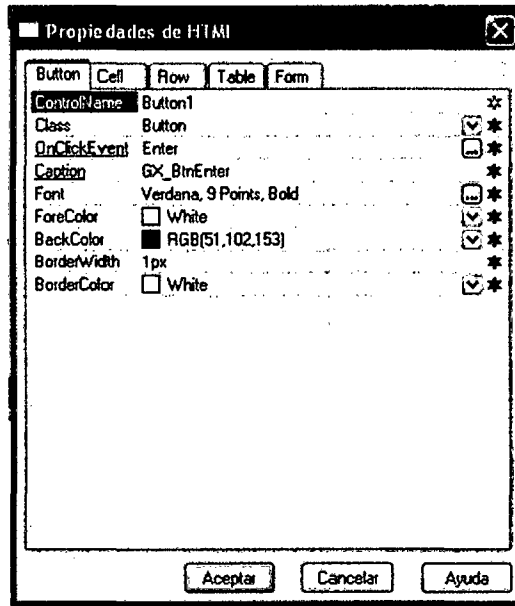 Propiedades de HTML
Button Cell Row Table Form
ControlName Button1
Class Button
OnClickEvent Enter
Caption GX_BtnEnter
Font Verdana, 9 Points, Bold
ForeColor White
BackColor RGB(51,102,153)
BorderWidth 1px
BorderColor White
Aceptar Cancelar Ayuda